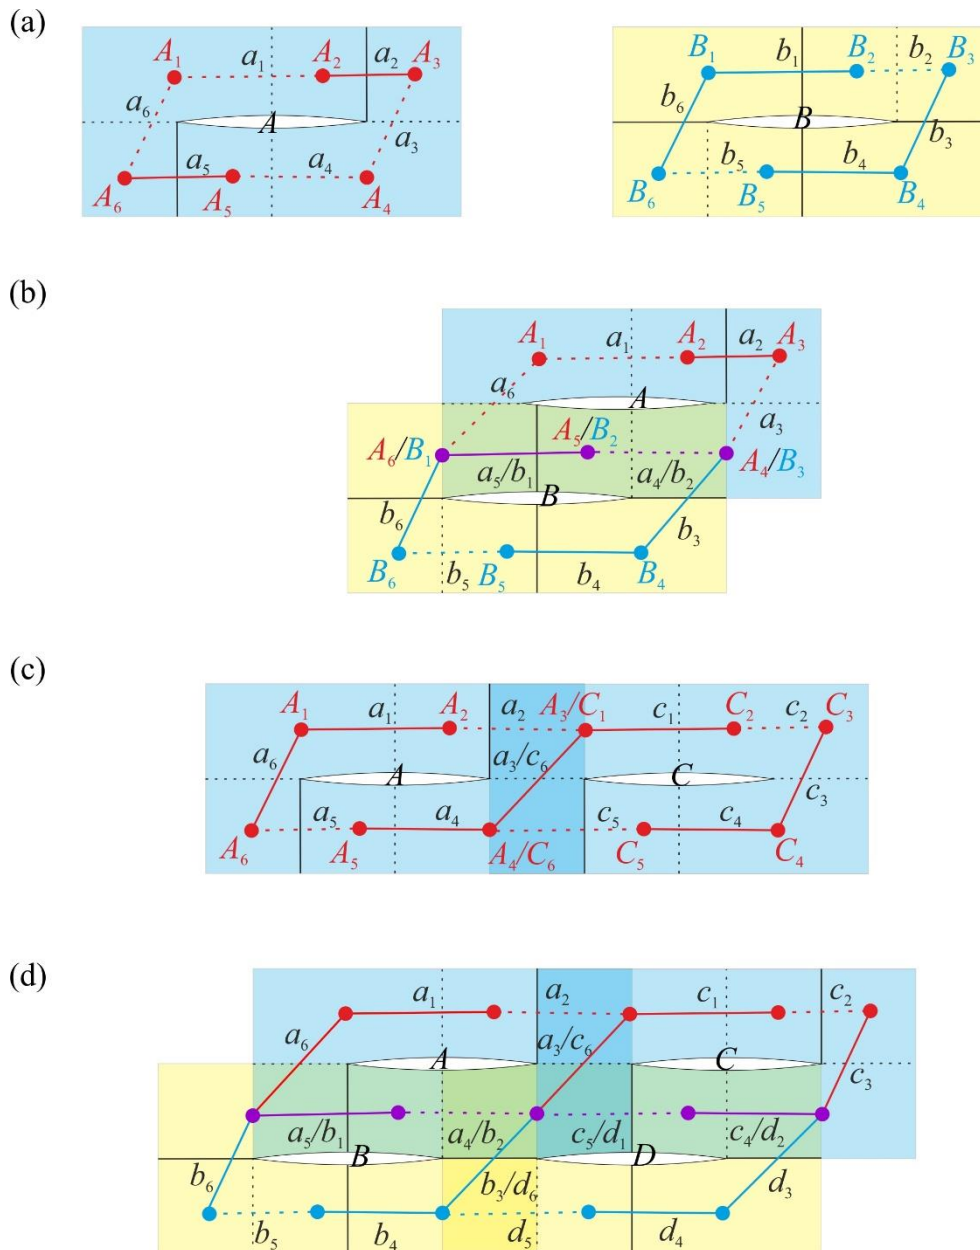 (a)
A₁ a₁ A₂ a₂ A₃ B₁ b₁ B₂ b₂ B₃
a₆ A a₃ b₆ B b₃
A₆ a₅ A₅ a₄ A₄ B₆ b₅ B₅ b₄ B₄
(b)
A₁ a₁ A₂ a₂ A₃
a₆ A a₃
A₆/B₁ a₅/b₁ A₅/B₂ a₄/b₂ A₄/B₃
b₆ B b₃
B₆ b₅ B₅ b₄ B₄
(c)
A₁ a₁ A₂ a₂ A₃/C₁ c₁ C₂ c₂ C₃
a₆ A a₃/c₆ C c₃
A₆ a₅ A₅ a₄ A₄/C₆ c₅ C₅ c₄ C₄
(d)
a₁ a₂ c₁ c₂
a₆ A a₃/c₆ C c₃
a₅/b₁ a₄/b₂ c₅/d₁ c₄/d₂
b₆ B b₃/d₆ D d₃
b₅ b₄ d₅ d₄